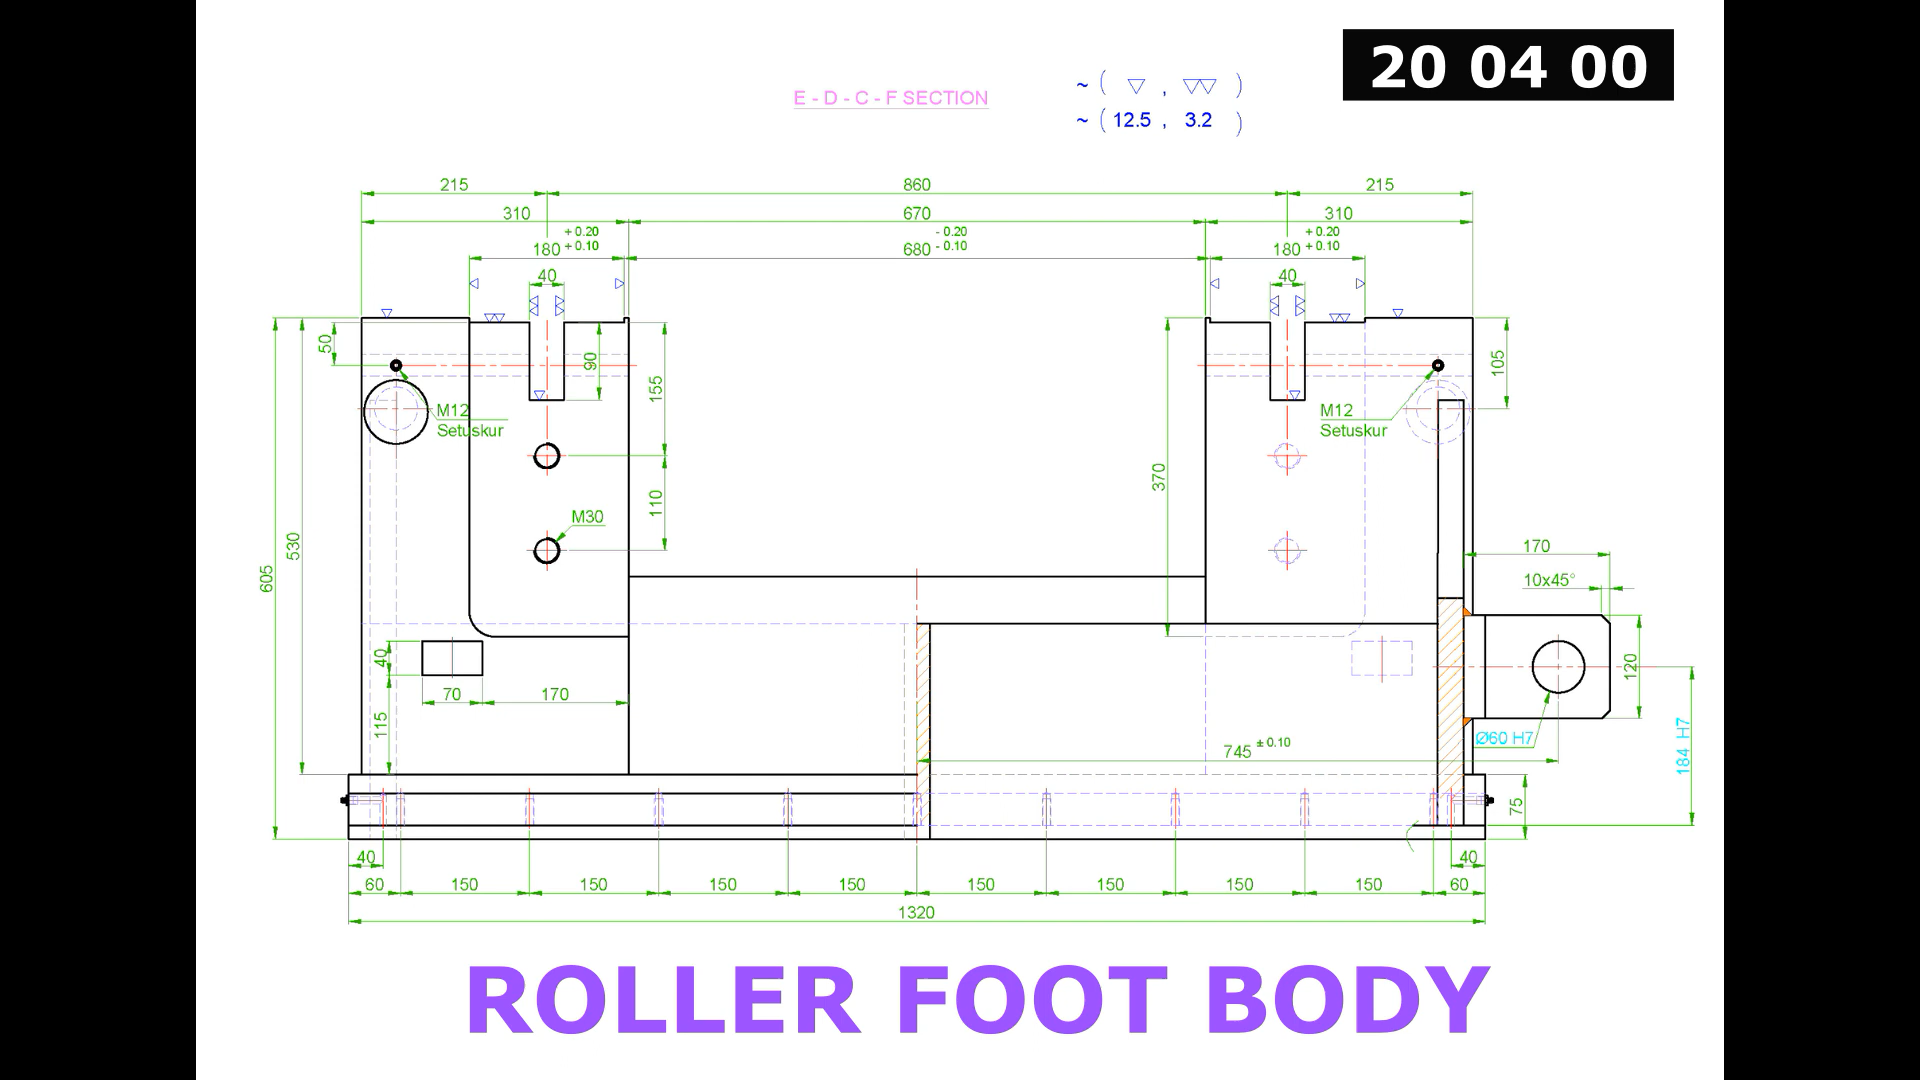 20 04 00
E - D - C - F SECTION
~ ( ▽ , ▽▽ )
~ ( 12.5 , 3.2 )
215 860 215
310 670 310
180 + 0.20 + 0.10 680 - 0.20 - 0.10 180 + 0.20 + 0.10
40 40
50 90 155 105
M12 M12
Setuskur Setuskur
370
110
M30
530
605
170
10x45°
40 120
70 170
115
Ø60 H7
184 H7
745 ± 0.10
75
40 40
60 150 150 150 150 150 150 150 150 60
1320
ROLLER FOOT BODY